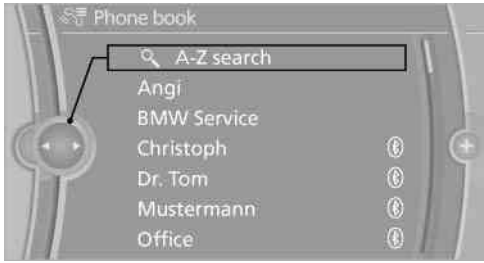 Phone book
A-Z search
Angi
BMW Service
Christoph
Dr. Tom
Mustermann
Office